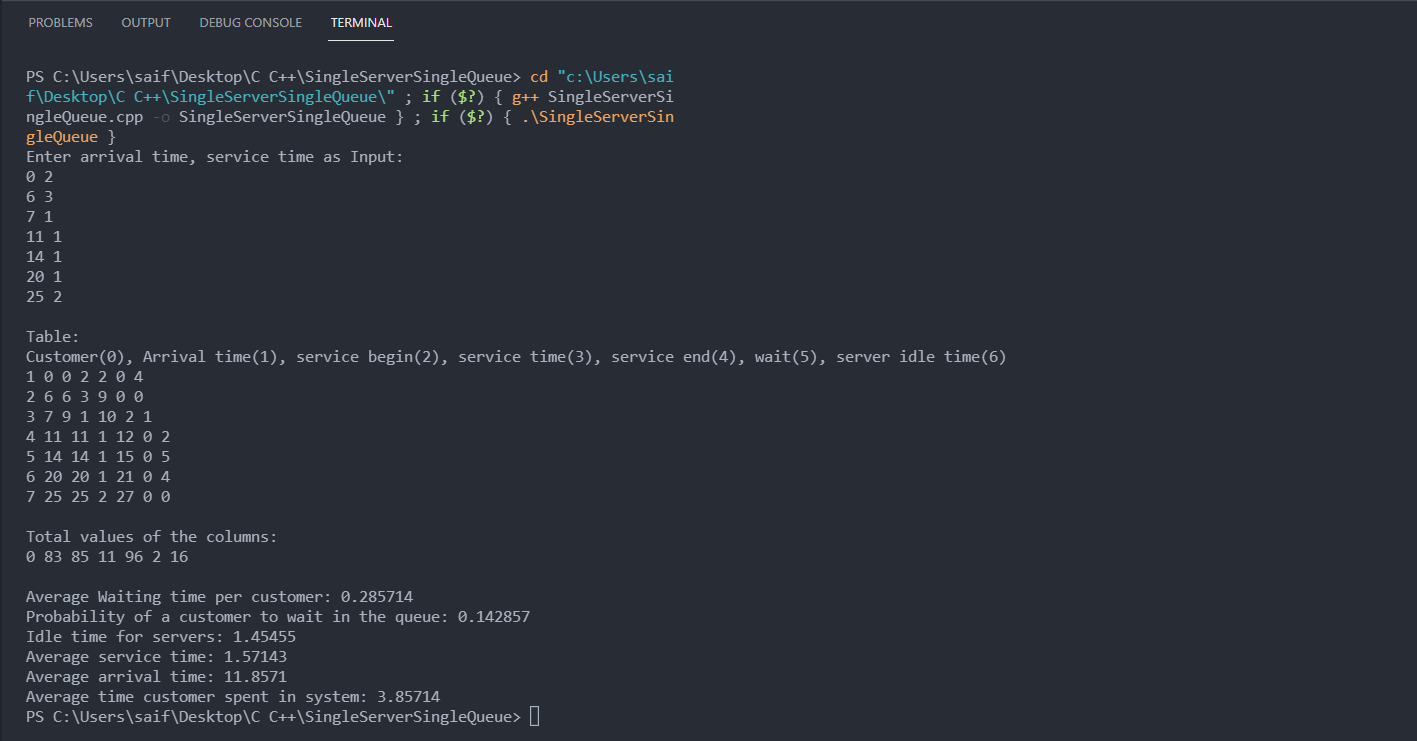 PROBLEMS OUTPUT DEBUG CONSOLE TERMINAL
PS C:\Users\saif\Desktop\C C++\SingleServerSingleQueue> cd "c:\Users\sai
f\Desktop\C C++\SingleServerSingleQueue\" ; if ($?) { g++ SingleServerSi
ngleQueue.cpp -o SingleServerSingleQueue } ; if ($?) { .\SingleServerSin
gleQueue }
Enter arrival time, service time as Input:
0 2
6 3
7 1
11 1
14 1
20 1
25 2
Table:
Customer(0), Arrival time(1), service begin(2), service time(3), service end(4), wait(5), server idle time(6)
1 0 0 2 2 0 4
2 6 6 3 9 0 0
3 7 9 1 10 2 1
4 11 11 1 12 0 2
5 14 14 1 15 0 5
6 20 20 1 21 0 4
7 25 25 2 27 0 0
Total values of the columns:
0 83 85 11 96 2 16
Average Waiting time per customer: 0.285714
Probability of a customer to wait in the queue: 0.142857
Idle time for servers: 1.45455
Average service time: 1.57143
Average arrival time: 11.8571
Average time customer spent in system: 3.85714
PS C:\Users\saif\Desktop\C C++\SingleServerSingleQueue>